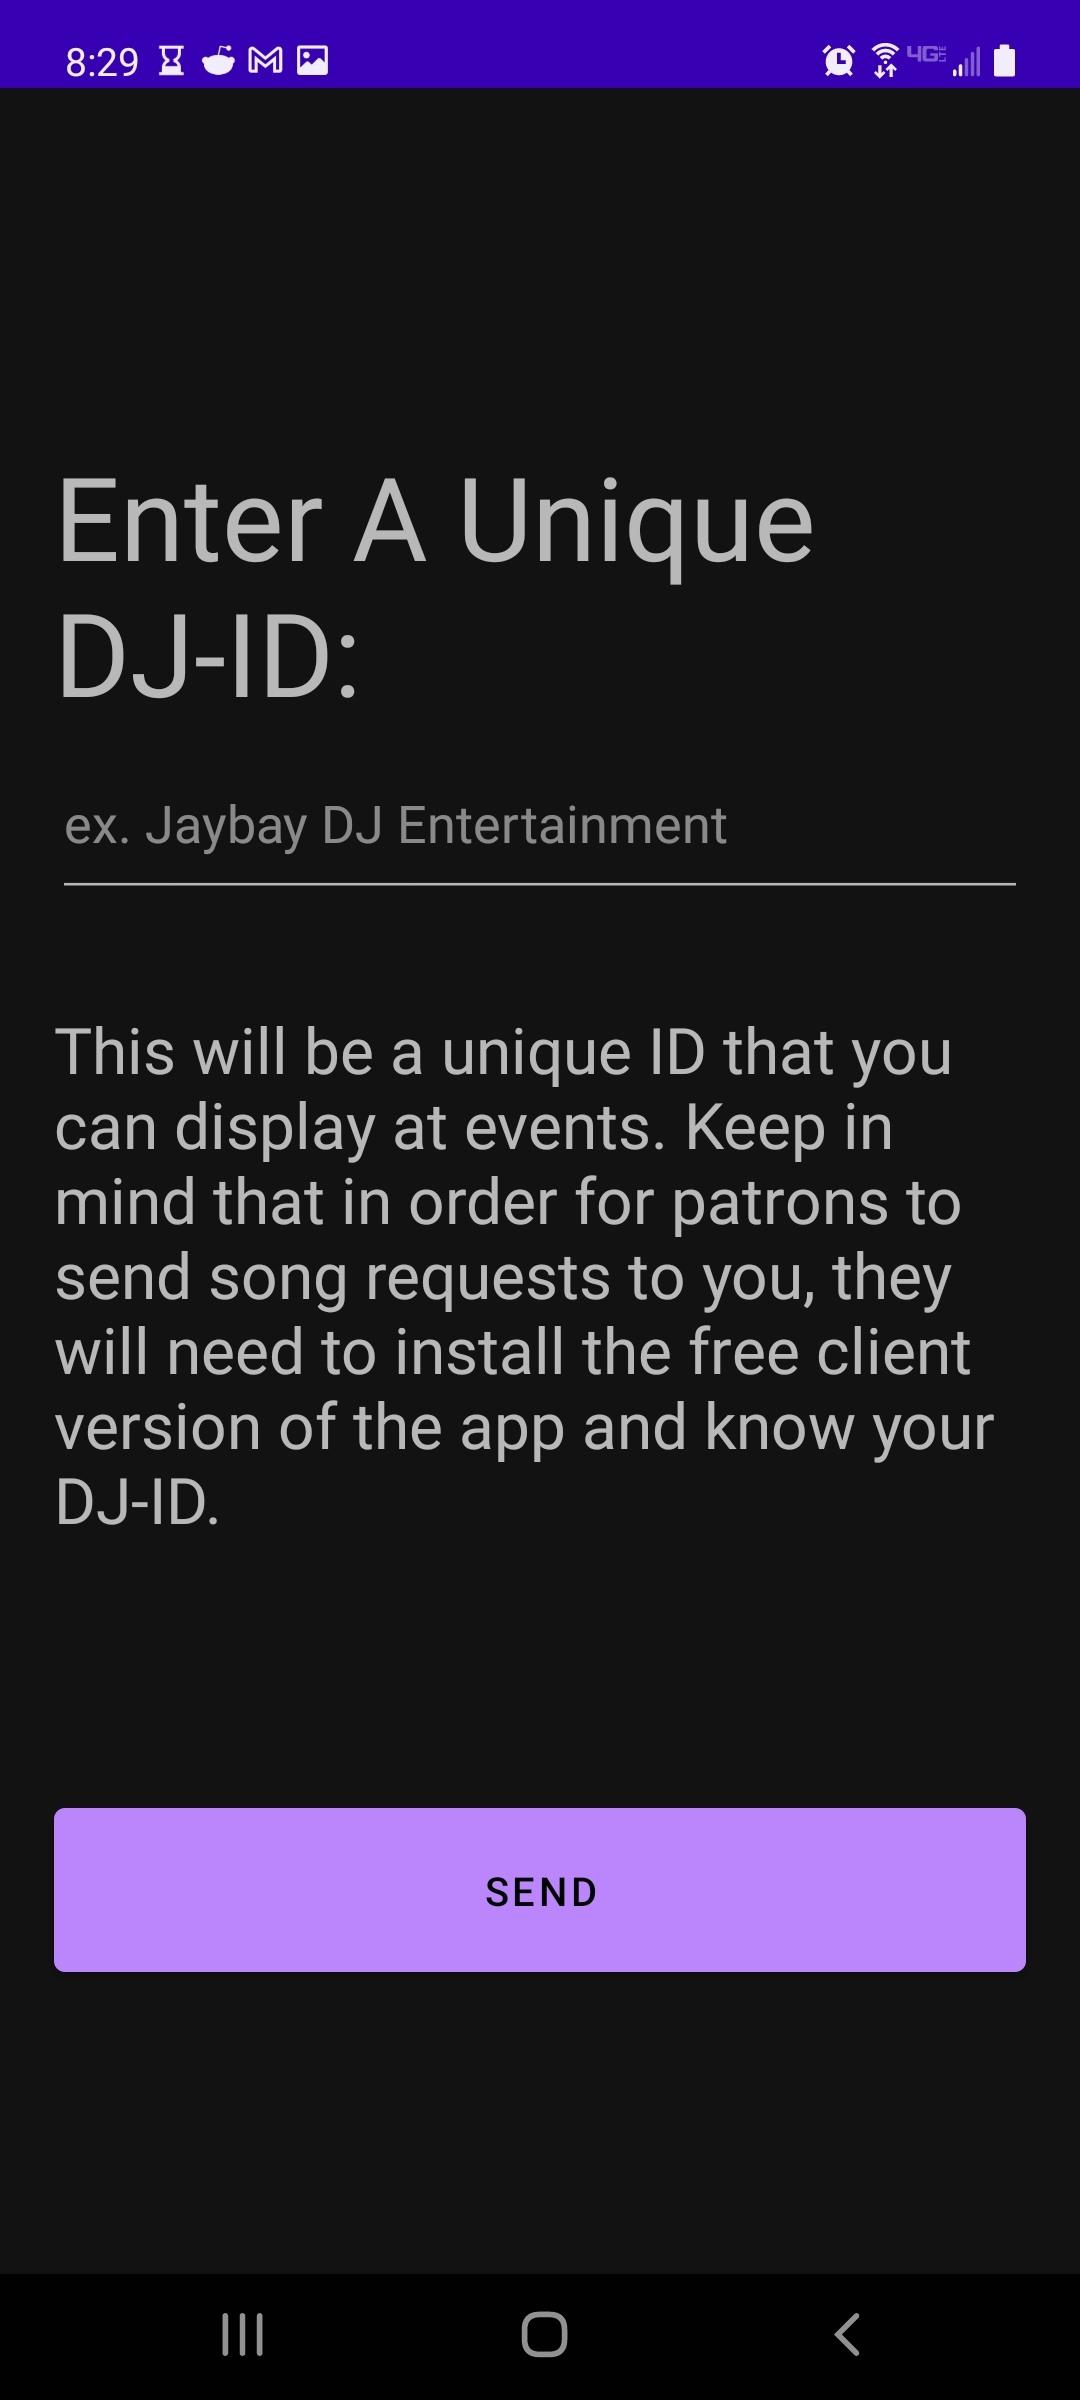 8:29
4G LTE
Enter A Unique
DJ-ID:
ex. Jaybay DJ Entertainment
This will be a unique ID that you
can display at events. Keep in
mind that in order for patrons to
send song requests to you, they
will need to install the free client
version of the app and know your
DJ-ID.
SEND